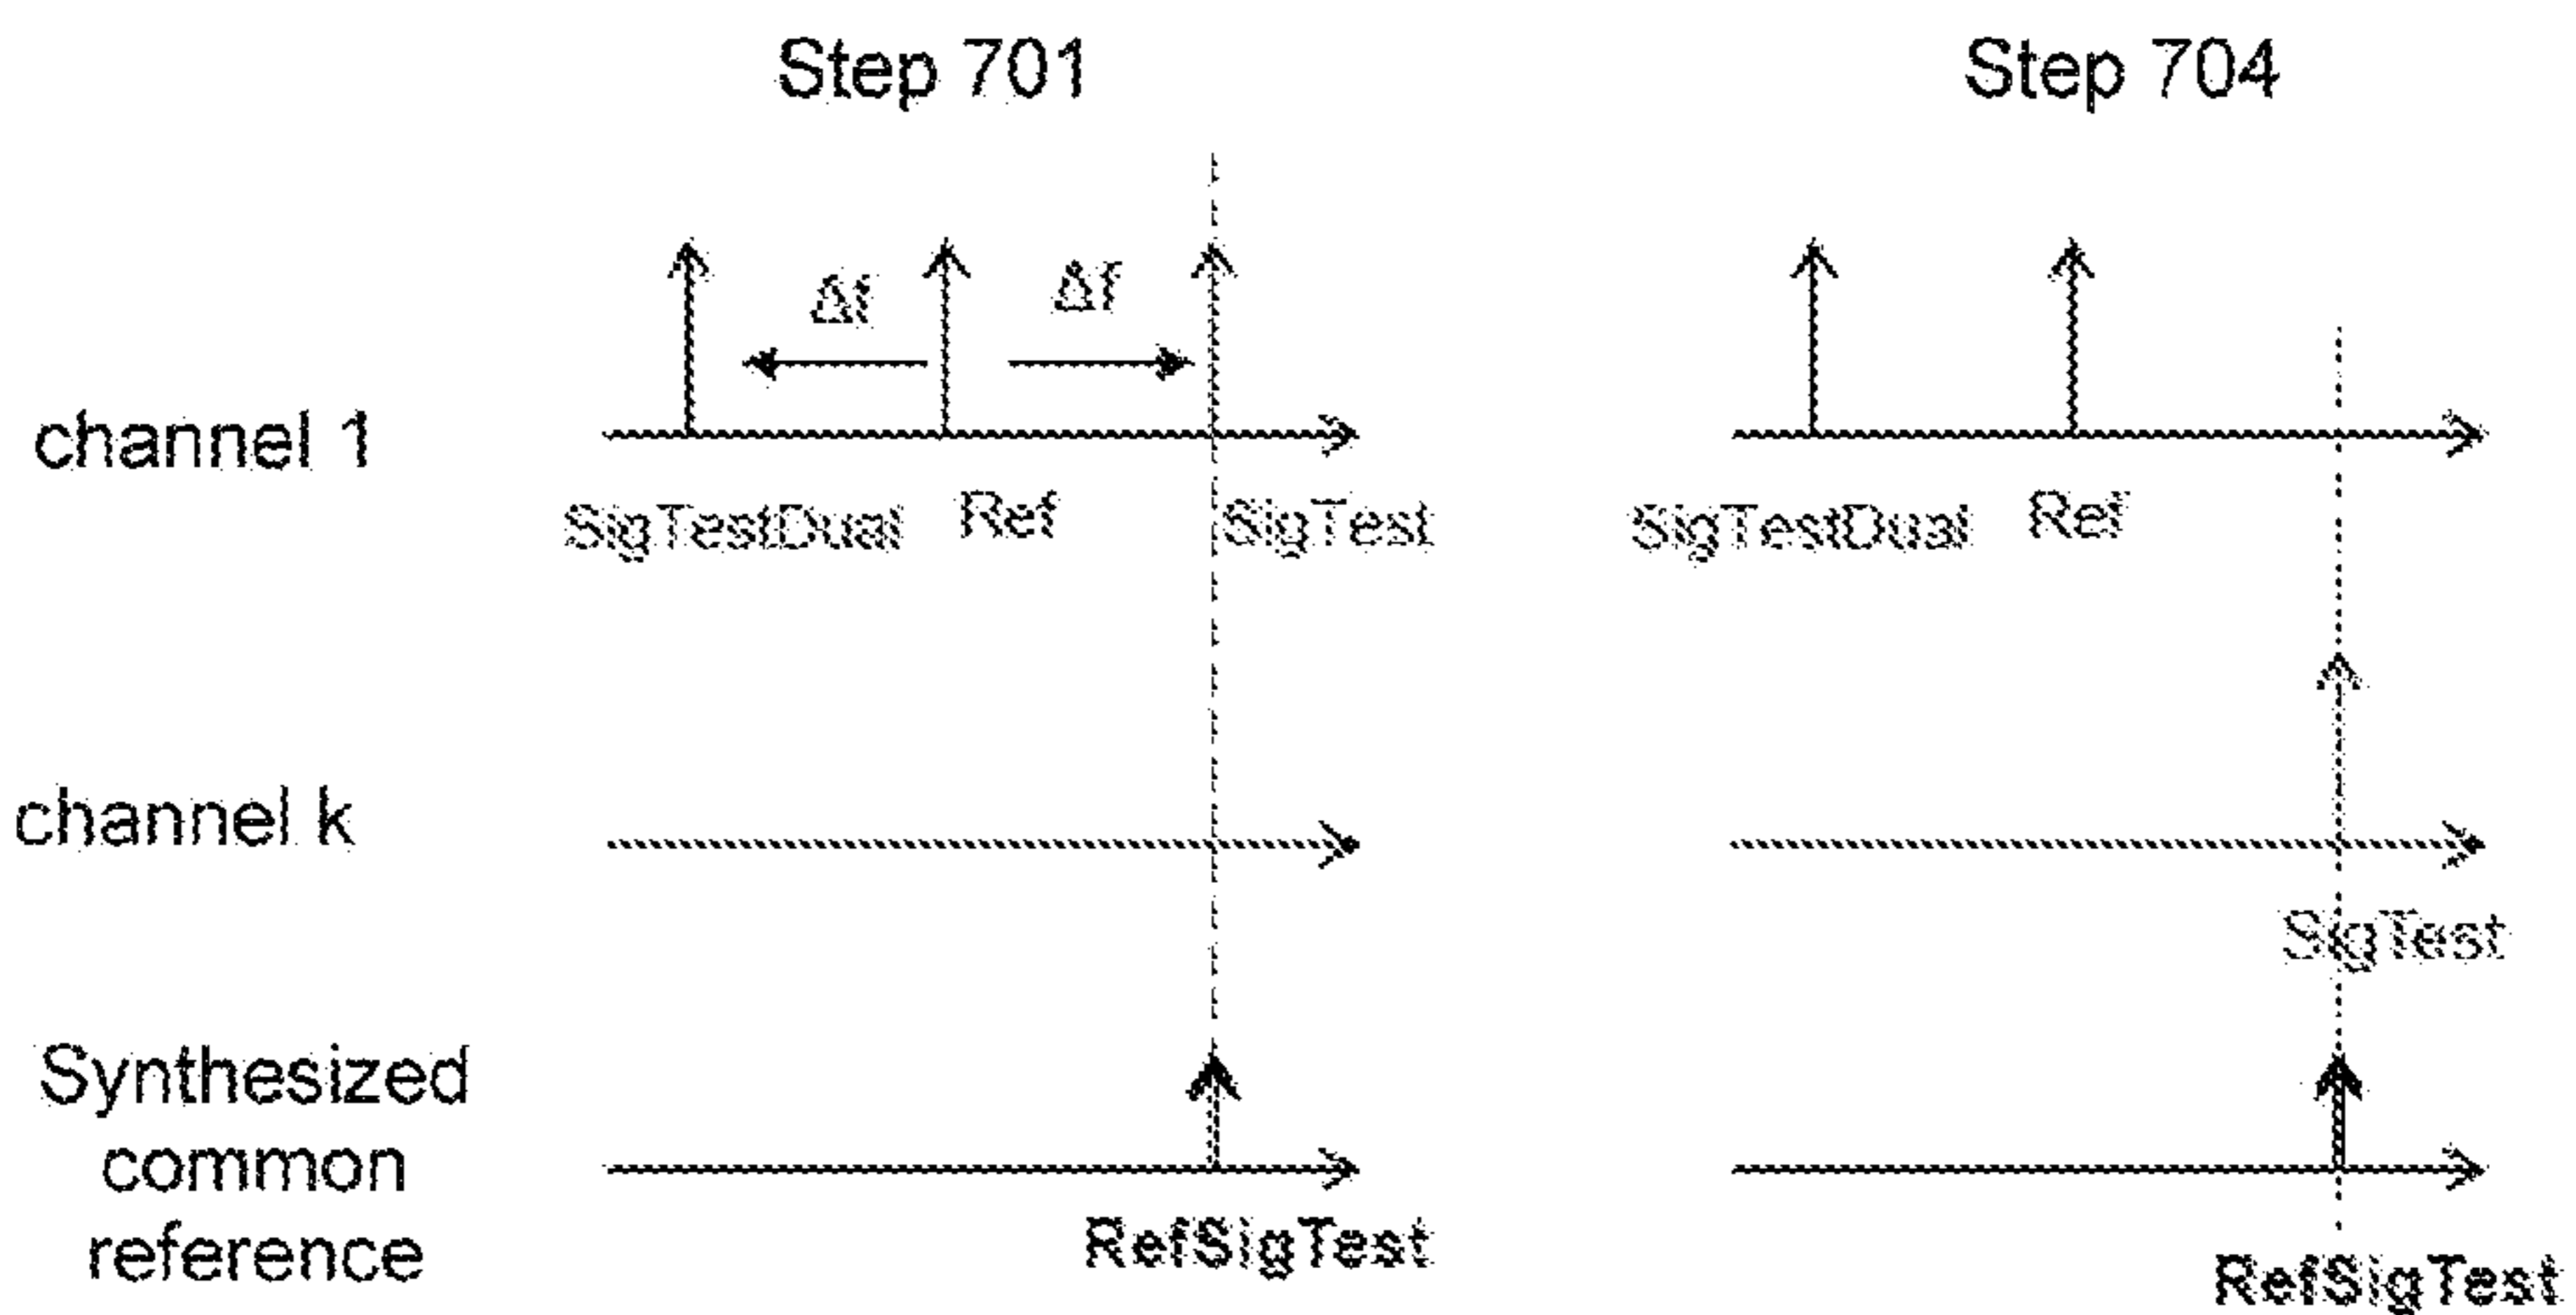 Step 701
Step 704
Δf
Δf
channel 1
SigTestDual
Ref
SigTest
SigTestDual
Ref
channel k
SigTest
Synthesized
common
reference
RefSigTest
RefSigTest